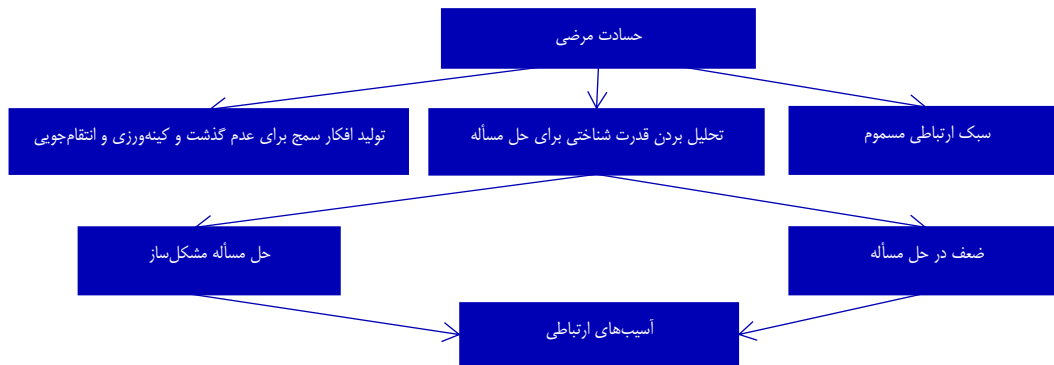 حسادت مرضی
سبک ارتباطی مسموم
تحلیل بردن قدرت شناختی برای حل مسأله
تولید افکار سمج برای عدم گذشت و کینه‌ورزی و انتقام‌جویی
ضعف در حل مسأله
حل مسأله مشکل‌ساز
آسیب‌های ارتباطی